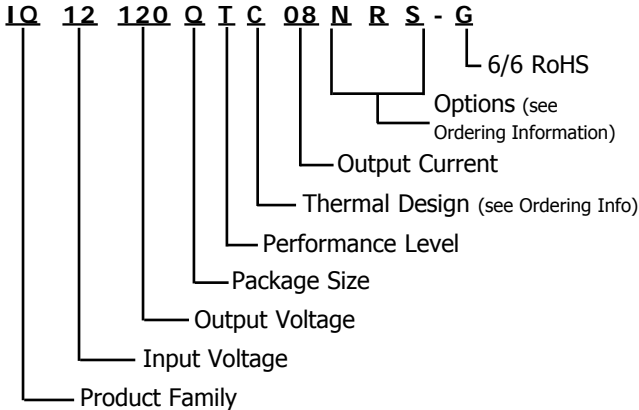 IQ 12 120 Q T C 08 N R S - G
6/6 RoHS
Options (see
Ordering Information)
Output Current
Thermal Design (see Ordering Info)
Performance Level
Package Size
Output Voltage
Input Voltage
Product Family